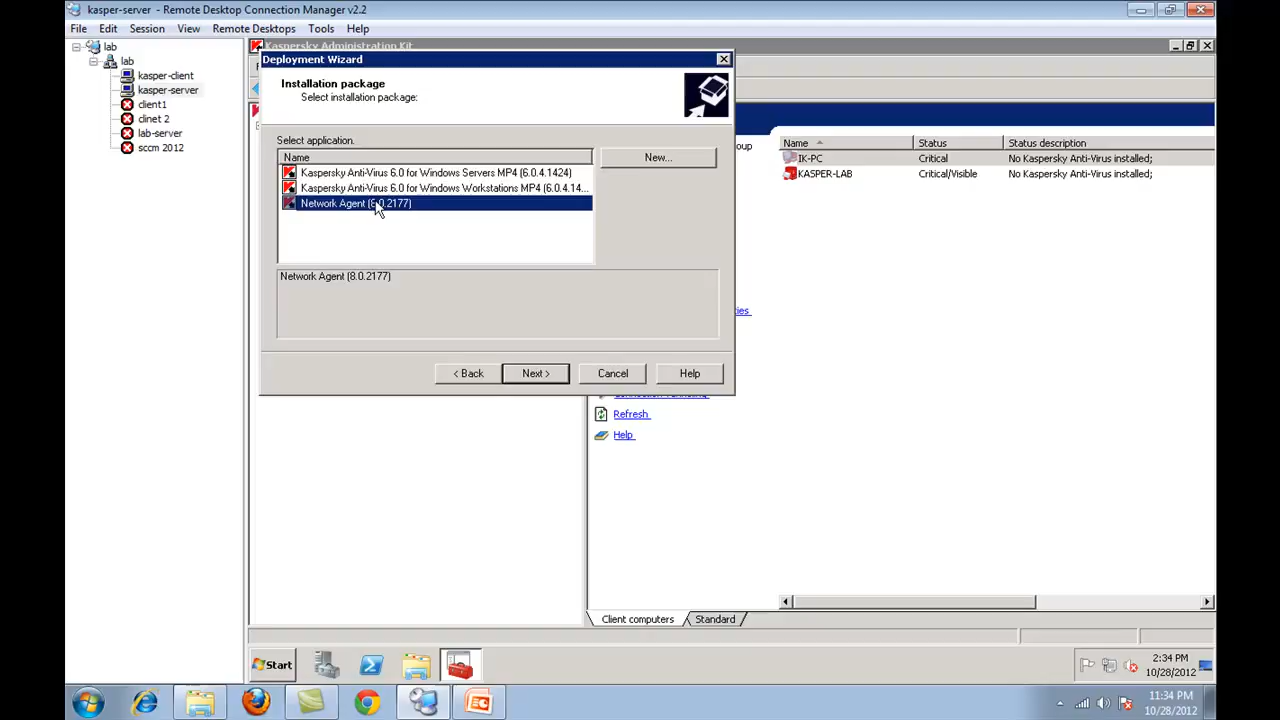 kasper-server - Remote Desktop Connection Manager v2.2
File Edit Session View Remote Desktops Tools Help
lab
lab
kasper-client
kasper-server
client1
clinet 2
lab-server
sccm 2012
Kaspersky Administration Kit
Deployment Wizard
Installation package
Select installation package:
Select application.
Name
Kaspersky Anti-Virus 6.0 for Windows Servers MP4 (6.0.4.1424)
Kaspersky Anti-Virus 6.0 for Windows Workstations MP4 (6.0.4.14...
Network Agent (8.0.2177)
New...
Network Agent (8.0.2177)
< Back Next > Cancel Help
Name Status Status description
IK-PC Critical No Kaspersky Anti-Virus installed;
KASPER-LAB Critical/Visible No Kaspersky Anti-Virus installed;
Refresh
Help
Client computers Standard
Start
2:34 PM
10/28/2012
11:34 PM
10/28/2012